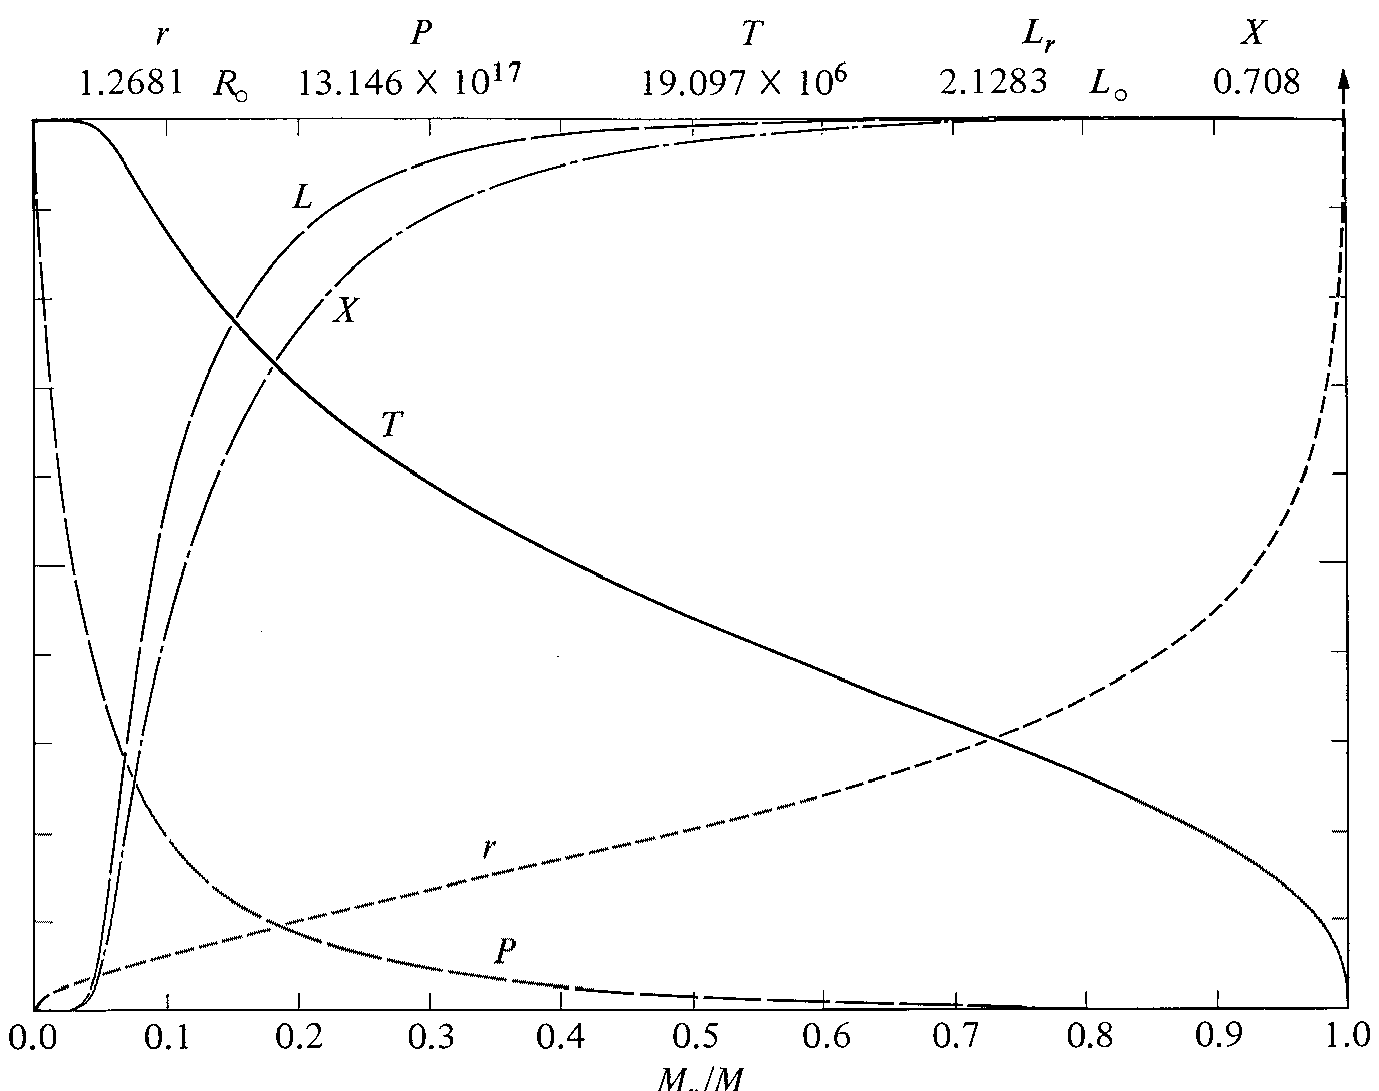 r P T L_r X
1.2681 R_☉ 13.146 × 10^17 19.097 × 10^6 2.1283 L_☉ 0.708
L
X
T
r
P
0.0 0.1 0.2 0.3 0.4 0.5 0.6 0.7 0.8 0.9 1.0
M_r/M